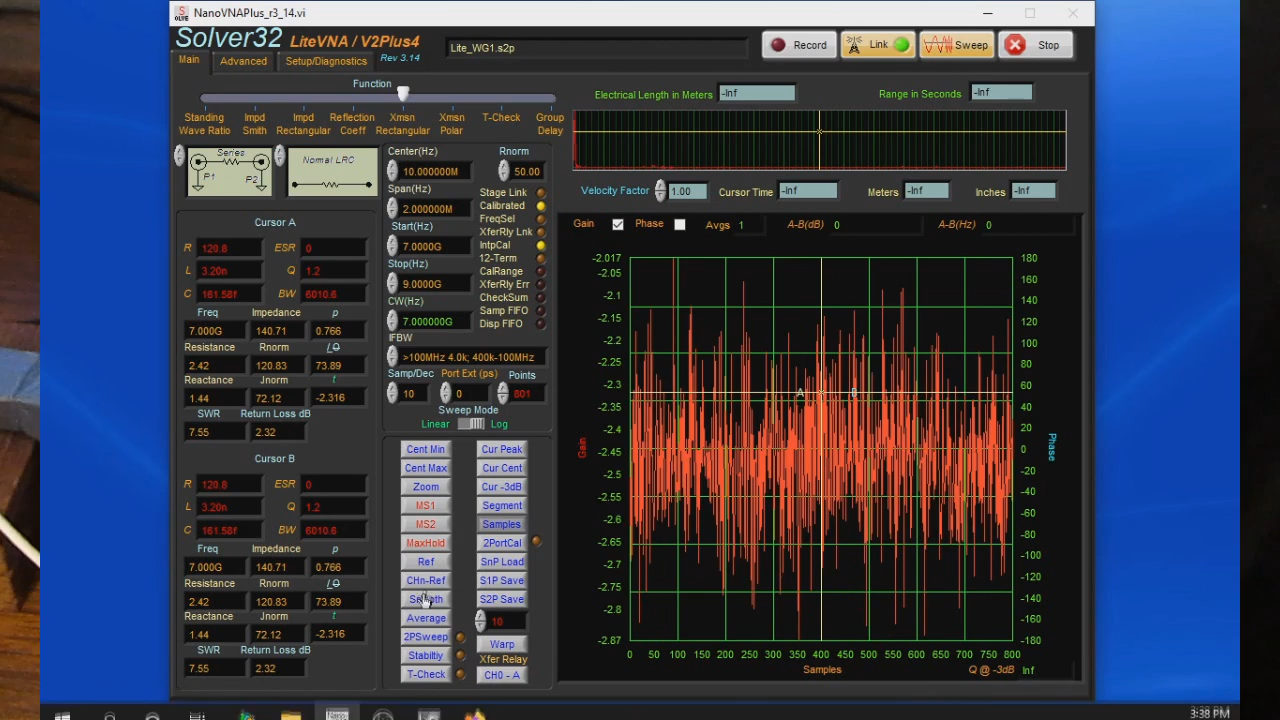 NanoVNAPlus_r3_14.vi
Solver32 LiteVNA / V2Plus4
Rev 3.14
Lite_WG1.s2p
Record Link Sweep Stop
Main Advanced Setup/Diagnostics
Function
Standing Wave Ratio
Impd Smith
Impd Rectangular
Reflection Coeff
Xmsn Rectangular
Xmsn Polar
T-Check
Group Delay
Electrical Length in Meters -Inf
Range in Seconds -Inf
Velocity Factor 1.00 Cursor Time -Inf Meters -Inf Inches -Inf
Series
P1 P2
Normal LRC
Center(Hz) Rnorm
10.000000M 50.00
Span(Hz)
2.000000M
Start(Hz)
7.0000G
Stop(Hz)
9.0000G
CW(Hz)
7.000000G
IFBW
>100MHz 4.0k; 400k-100MHz
Samp/Dec Port Ext (ps) Points
10 0 801
Sweep Mode
Linear Log
Stage Link
Calibrated
FreqSel
XferRly Lnk
IntpCal
12-Term
CalRange
XferRly Err
CheckSum
Samp FIFO
Disp FIFO
Cursor A
R 120.8 ESR 0
L 3.20n Q 1.2
C 161.58f BW 6010.6
Freq Impedance p
7.000G 140.71 0.766
Resistance Rnorm /O
2.42 120.83 73.89
Reactance Jnorm t
1.44 72.12 -2.316
SWR Return Loss dB
7.55 2.32
Cursor B
R 120.8 ESR 0
L 3.20n Q 1.2
C 161.58f BW 6010.6
Freq Impedance p
7.000G 140.71 0.766
Resistance Rnorm /O
2.42 120.83 73.89
Reactance Jnorm t
1.44 72.12 -2.316
SWR Return Loss dB
7.55 2.32
Cent Min Cur Peak
Cent Max Cur Cent
Zoom Cur -3dB
MS1 Segment
MS2 Samples
MaxHold 2PortCal
Ref SnP Load
CHn-Ref S1P Save
S2P Save
Average 10
2PSweep Warp
Stabiltiy Xfer Relay
T-Check CH0 - A
Gain Phase Avgs 1 A-B(dB) 0 A-B(Hz) 0
-2.017
-2.05
-2.1
-2.15
-2.2
-2.25
-2.3
-2.35
-2.4
-2.45
-2.5
-2.55
-2.6
-2.65
-2.7
-2.75
-2.8
-2.87
Gain
A B
180
160
140
120
100
80
60
40
20
0
-20
-40
-60
-80
-100
-120
-140
-160
-180
Phase
0 50 100 150 200 250 300 350 400 450 500 550 600 650 700 750 800
Samples Q @ -3dB Inf
3:38 PM